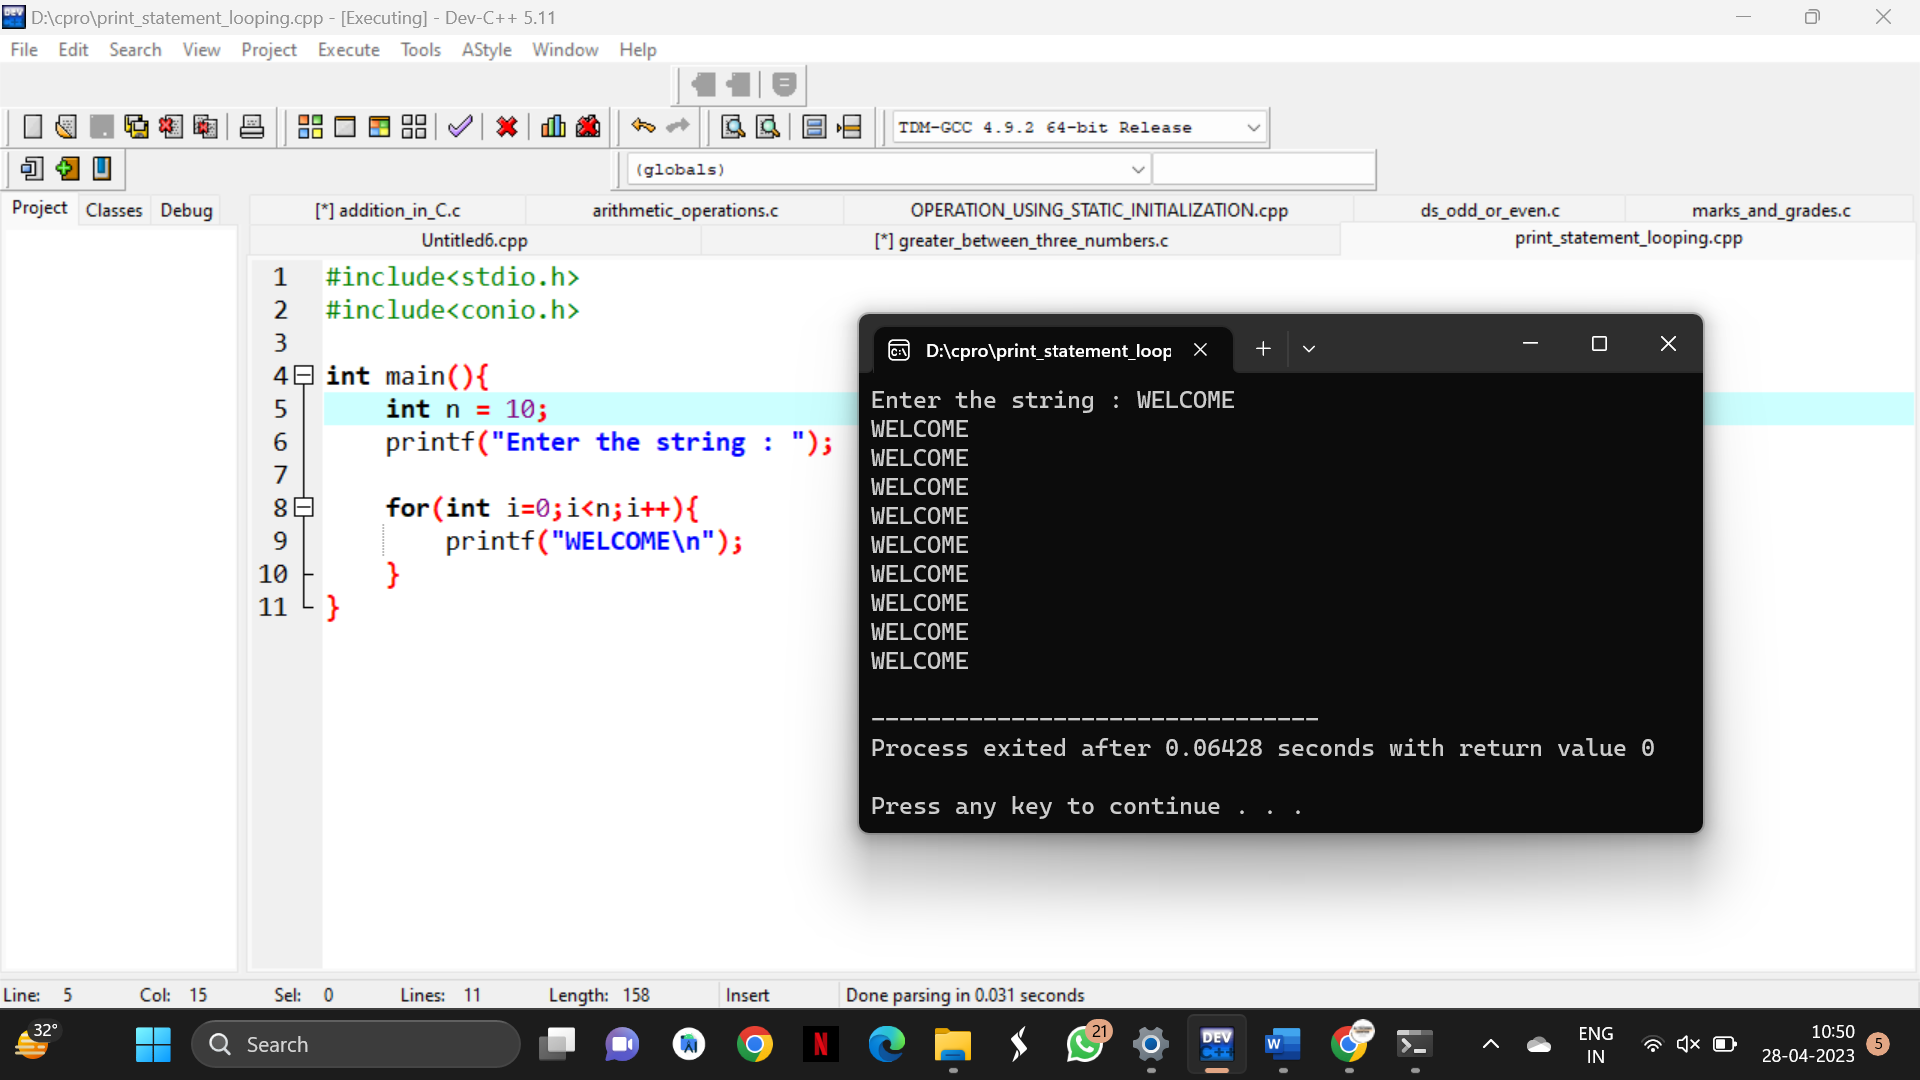 D:\cpro\print_statement_looping.cpp - [Executing] - Dev-C++ 5.11
File Edit Search View Project Execute Tools AStyle Window Help
TDM-GCC 4.9.2 64-bit Release
(globals)
Project Classes Debug
[*] addition_in_C.c arithmetic_operations.c OPERATION_USING_STATIC_INITIALIZATION.cpp ds_odd_or_even.c marks_and_grades.c
Untitled6.cpp [*] greater_between_three_numbers.c print_statement_looping.cpp
1 #include<stdio.h>
2 #include<conio.h>
3
4 int main(){
5 int n = 10;
6 printf("Enter the string : ");
7
8 for(int i=0;i<n;i++){
9 printf("WELCOME\n");
10 }
11 }
D:\cpro\print_statement_loop
Enter the string : WELCOME
WELCOME
WELCOME
WELCOME
WELCOME
WELCOME
WELCOME
WELCOME
WELCOME
WELCOME
--------------------------------
Process exited after 0.06428 seconds with return value 0
Press any key to continue . . .
Line: 5 Col: 15 Sel: 0 Lines: 11 Length: 158 Insert Done parsing in 0.031 seconds
32°
Search
21
DEV
C++
W
ENG
IN
10:50
28-04-2023
5